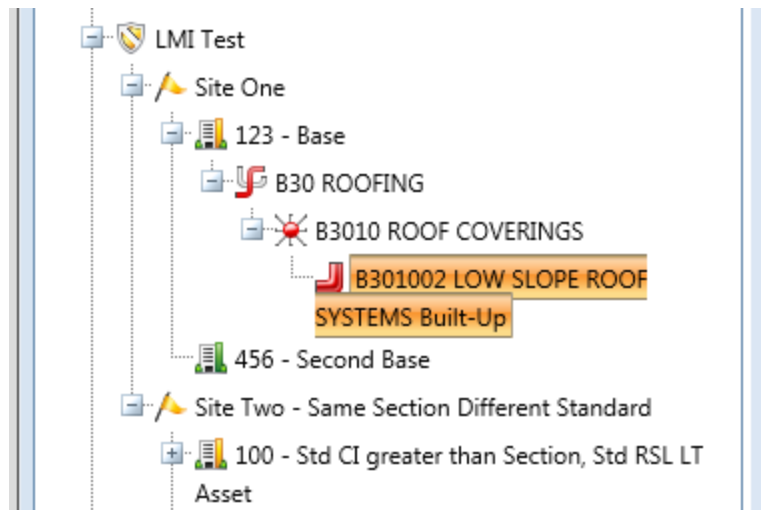 LMI Test
Site One
123 - Base
B30 ROOFING
B3010 ROOF COVERINGS
B301002 LOW SLOPE ROOF
SYSTEMS Built-Up
456 - Second Base
Site Two - Same Section Different Standard
100 - Std CI greater than Section, Std RSL LT
Asset